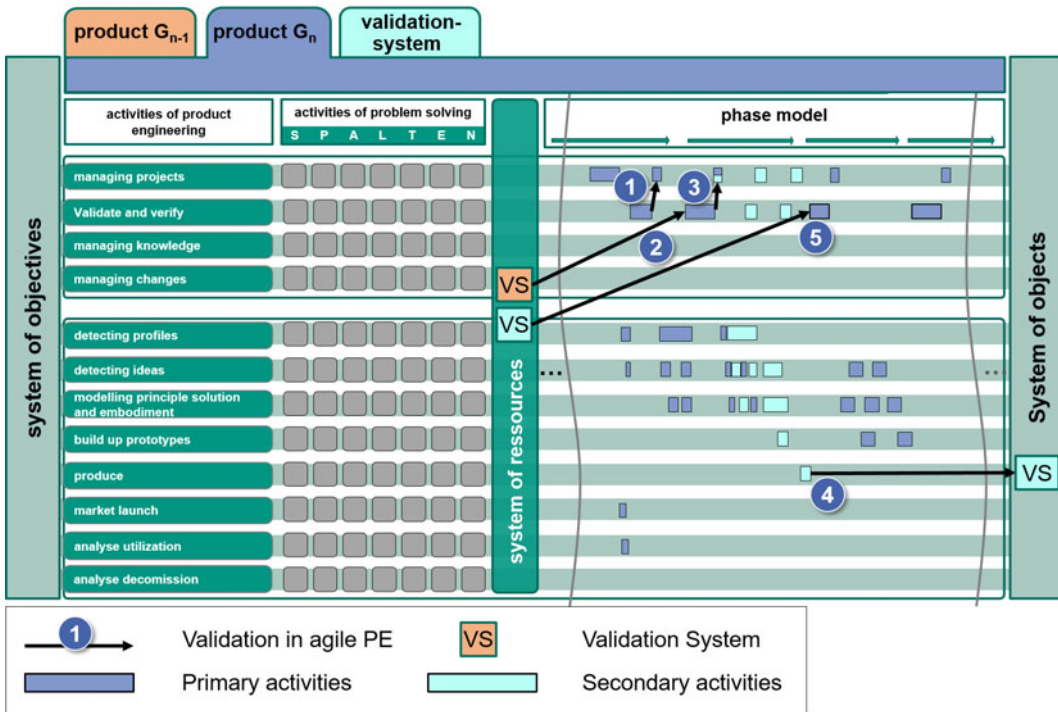 product Gn-1
product Gn
validation-
system
system of objectives
System of objects
activities of product
engineering
activities of problem solving
S P A L T E N
phase model
system of ressources
managing projects
Validate and verify
managing knowledge
managing changes
detecting profiles
detecting ideas
modelling principle solution
and embodiment
build up prototypes
produce
market launch
analyse utilization
analyse decomission
1
3
2
5
VS
VS
...
...
4
VS
1
Validation in agile PE
VS
Validation System
Primary activities
Secondary activities